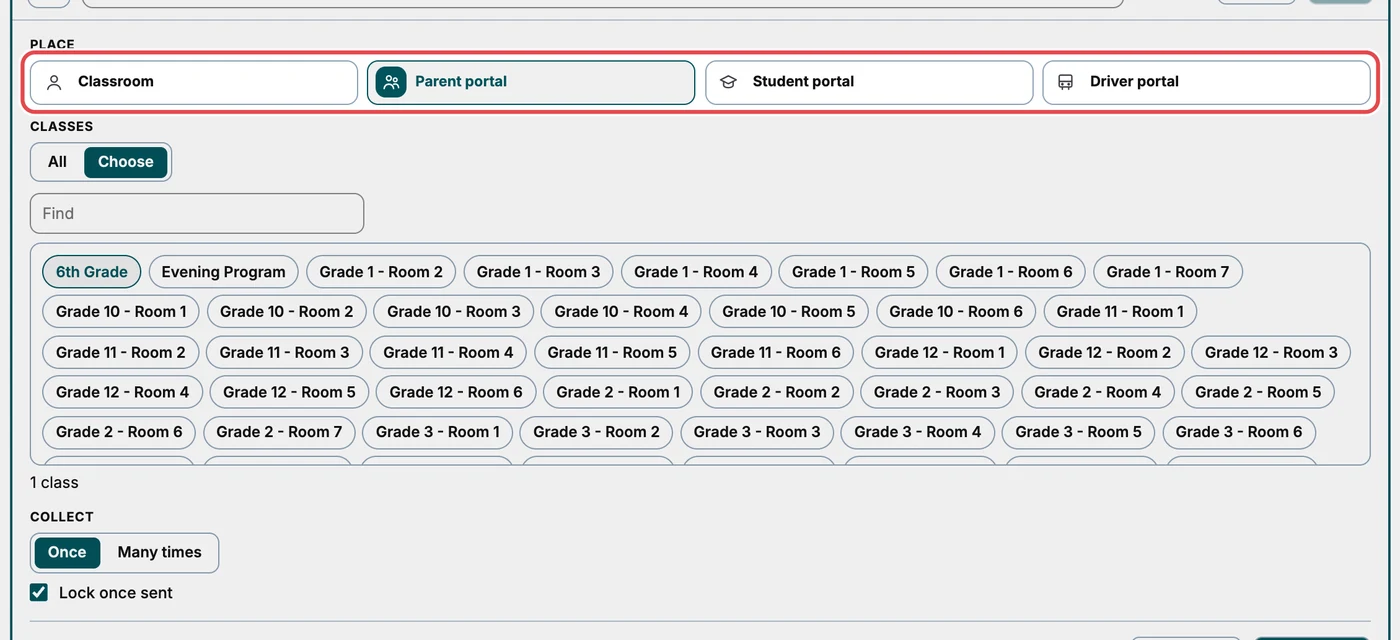 PLACE
Classroom Parent portal Student portal Driver portal
CLASSES
All Choose
Find
6th Grade Evening Program Grade 1 - Room 2 Grade 1 - Room 3 Grade 1 - Room 4 Grade 1 - Room 5 Grade 1 - Room 6 Grade 1 - Room 7
Grade 10 - Room 1 Grade 10 - Room 2 Grade 10 - Room 3 Grade 10 - Room 4 Grade 10 - Room 5 Grade 10 - Room 6 Grade 11 - Room 1
Grade 11 - Room 2 Grade 11 - Room 3 Grade 11 - Room 4 Grade 11 - Room 5 Grade 11 - Room 6 Grade 12 - Room 1 Grade 12 - Room 2 Grade 12 - Room 3
Grade 12 - Room 4 Grade 12 - Room 5 Grade 12 - Room 6 Grade 2 - Room 1 Grade 2 - Room 2 Grade 2 - Room 3 Grade 2 - Room 4 Grade 2 - Room 5
Grade 2 - Room 6 Grade 2 - Room 7 Grade 3 - Room 1 Grade 3 - Room 2 Grade 3 - Room 3 Grade 3 - Room 4 Grade 3 - Room 5 Grade 3 - Room 6
1 class
COLLECT
Once Many times
Lock once sent